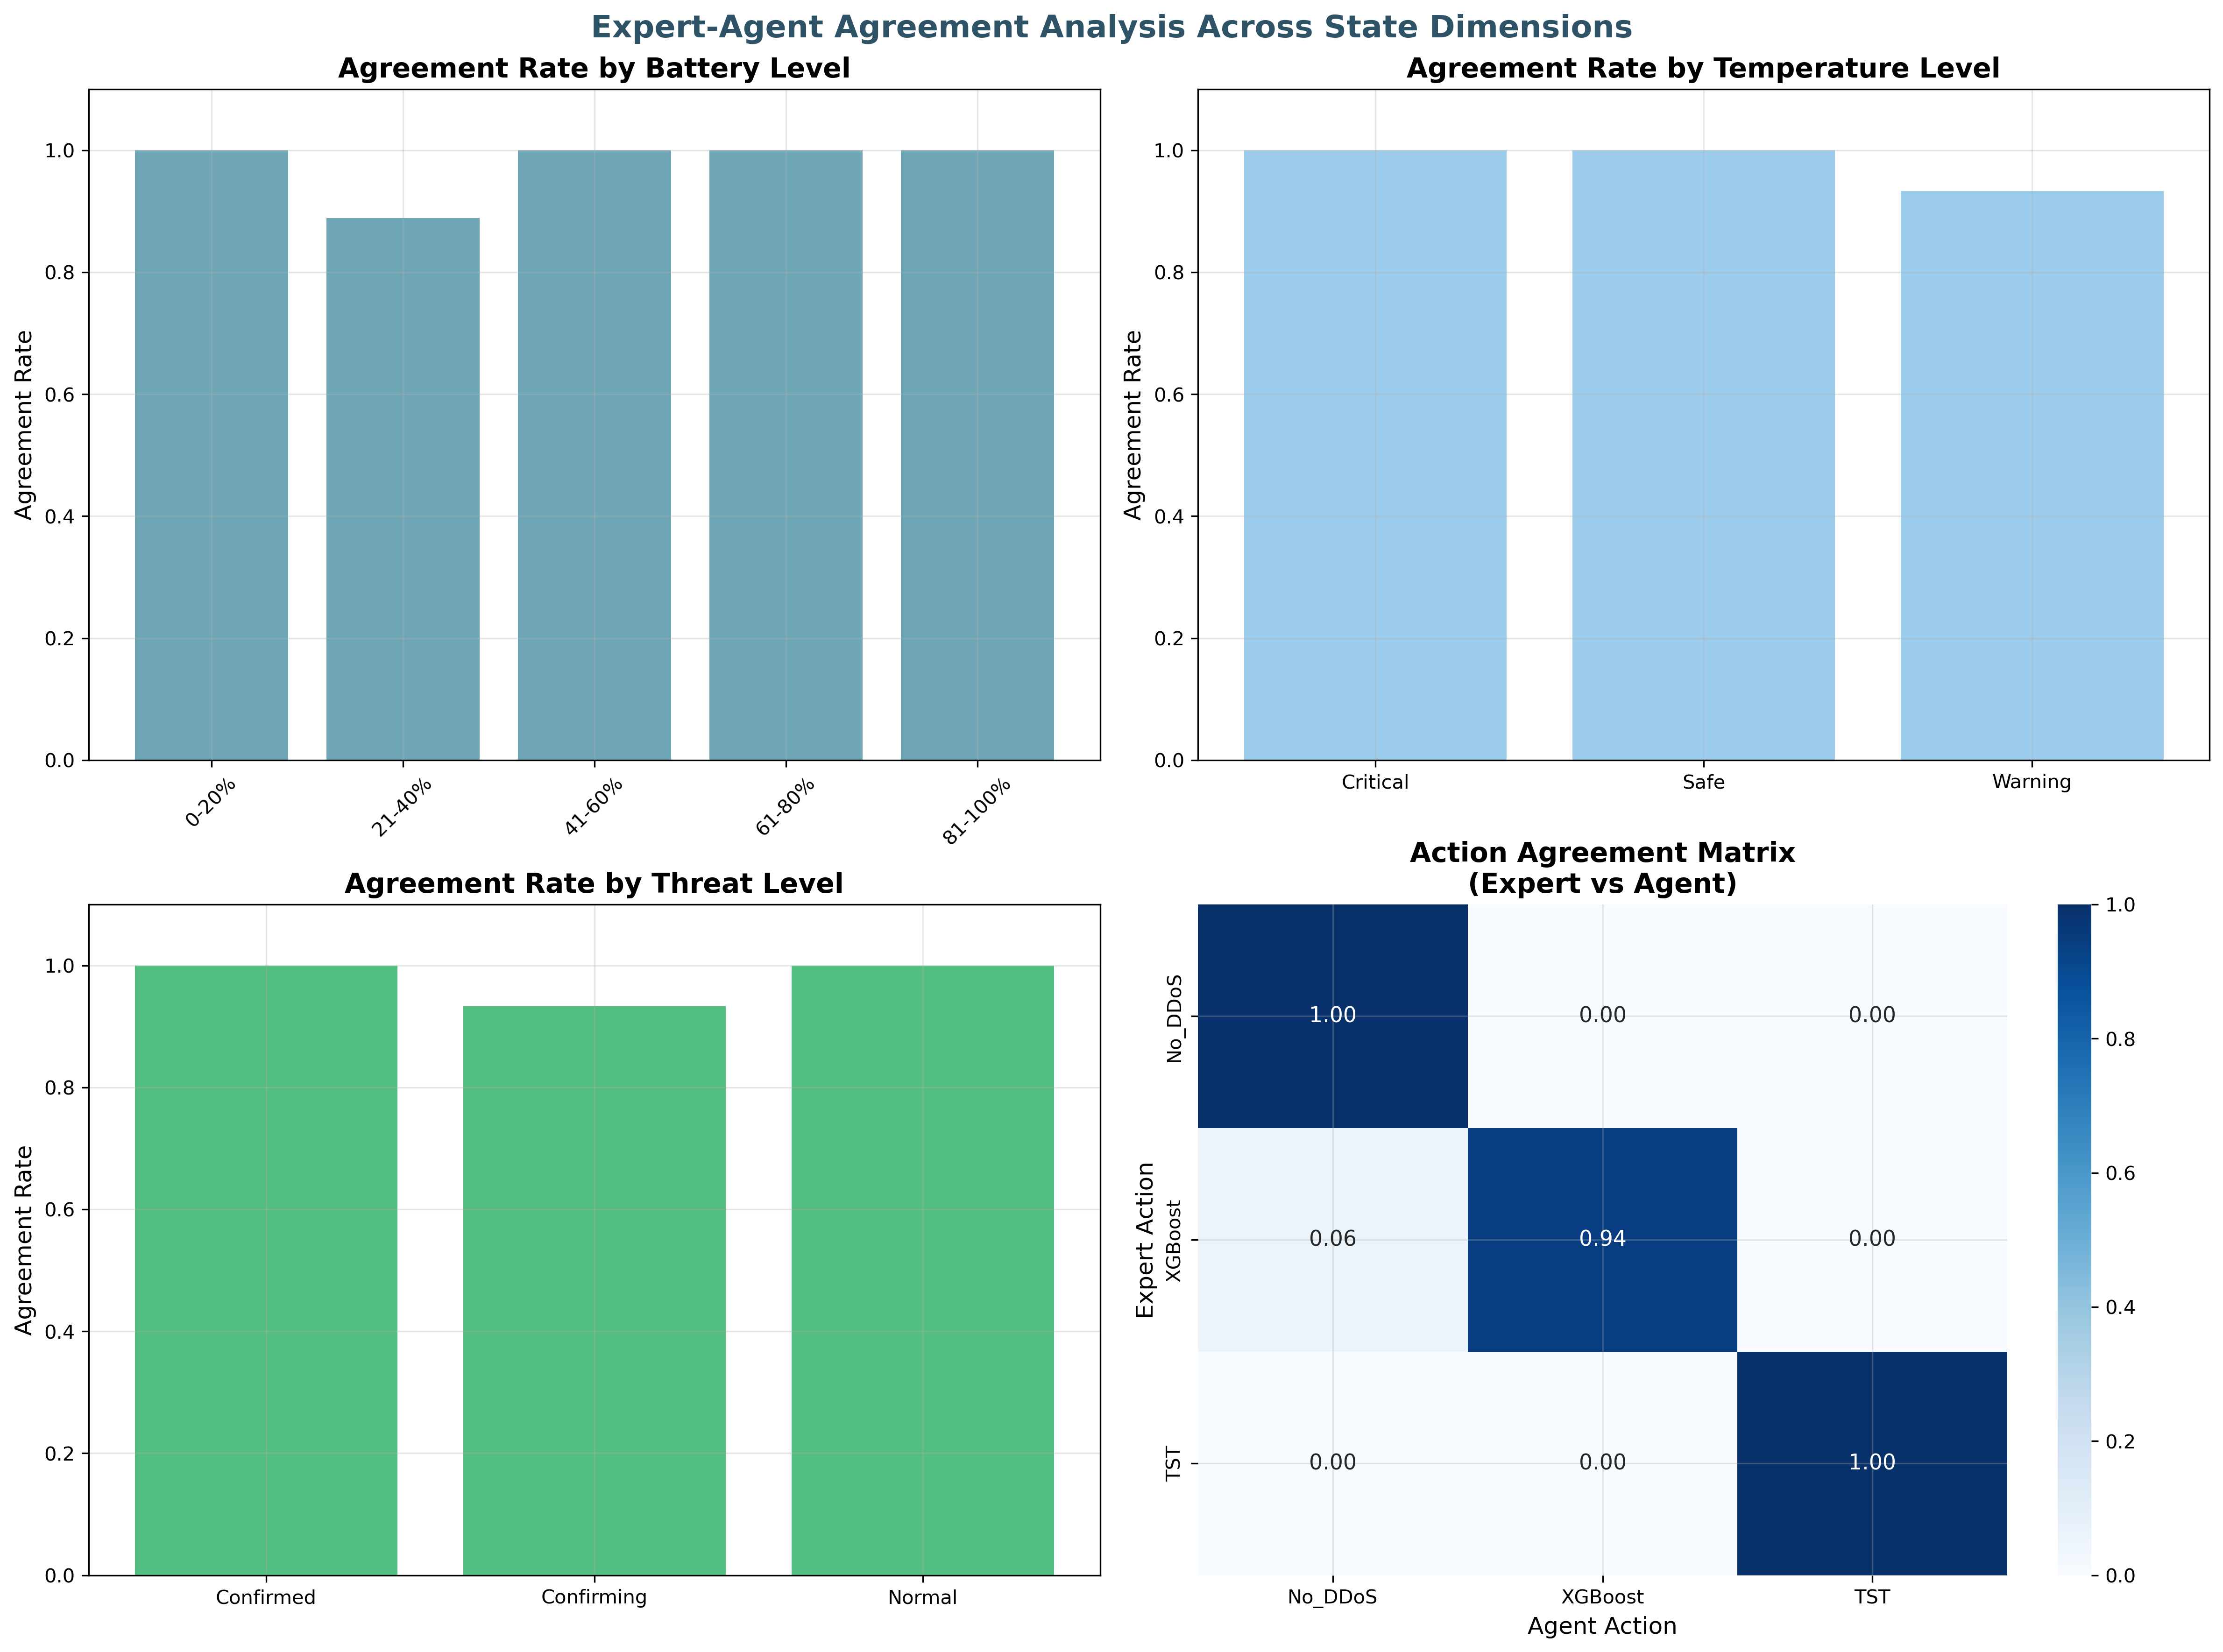 Expert-Agent Agreement Analysis Across State Dimensions
Agreement Rate by Battery Level
Agreement Rate
1.0
0.8
0.6
0.4
0.2
0.0
0-20%
21-40%
41-60%
61-80%
81-100%
Agreement Rate by Temperature Level
Agreement Rate
1.0
0.8
0.6
0.4
0.2
0.0
Critical
Safe
Warning
Agreement Rate by Threat Level
Agreement Rate
1.0
0.8
0.6
0.4
0.2
0.0
Confirmed
Confirming
Normal
Action Agreement Matrix
(Expert vs Agent)
Expert Action
No_DDoS
1.00 0.00 0.00
XGBoost
0.06 0.94 0.00
TST
0.00 0.00 1.00
No_DDoS XGBoost TST
Agent Action
1.0
0.8
0.6
0.4
0.2
0.0